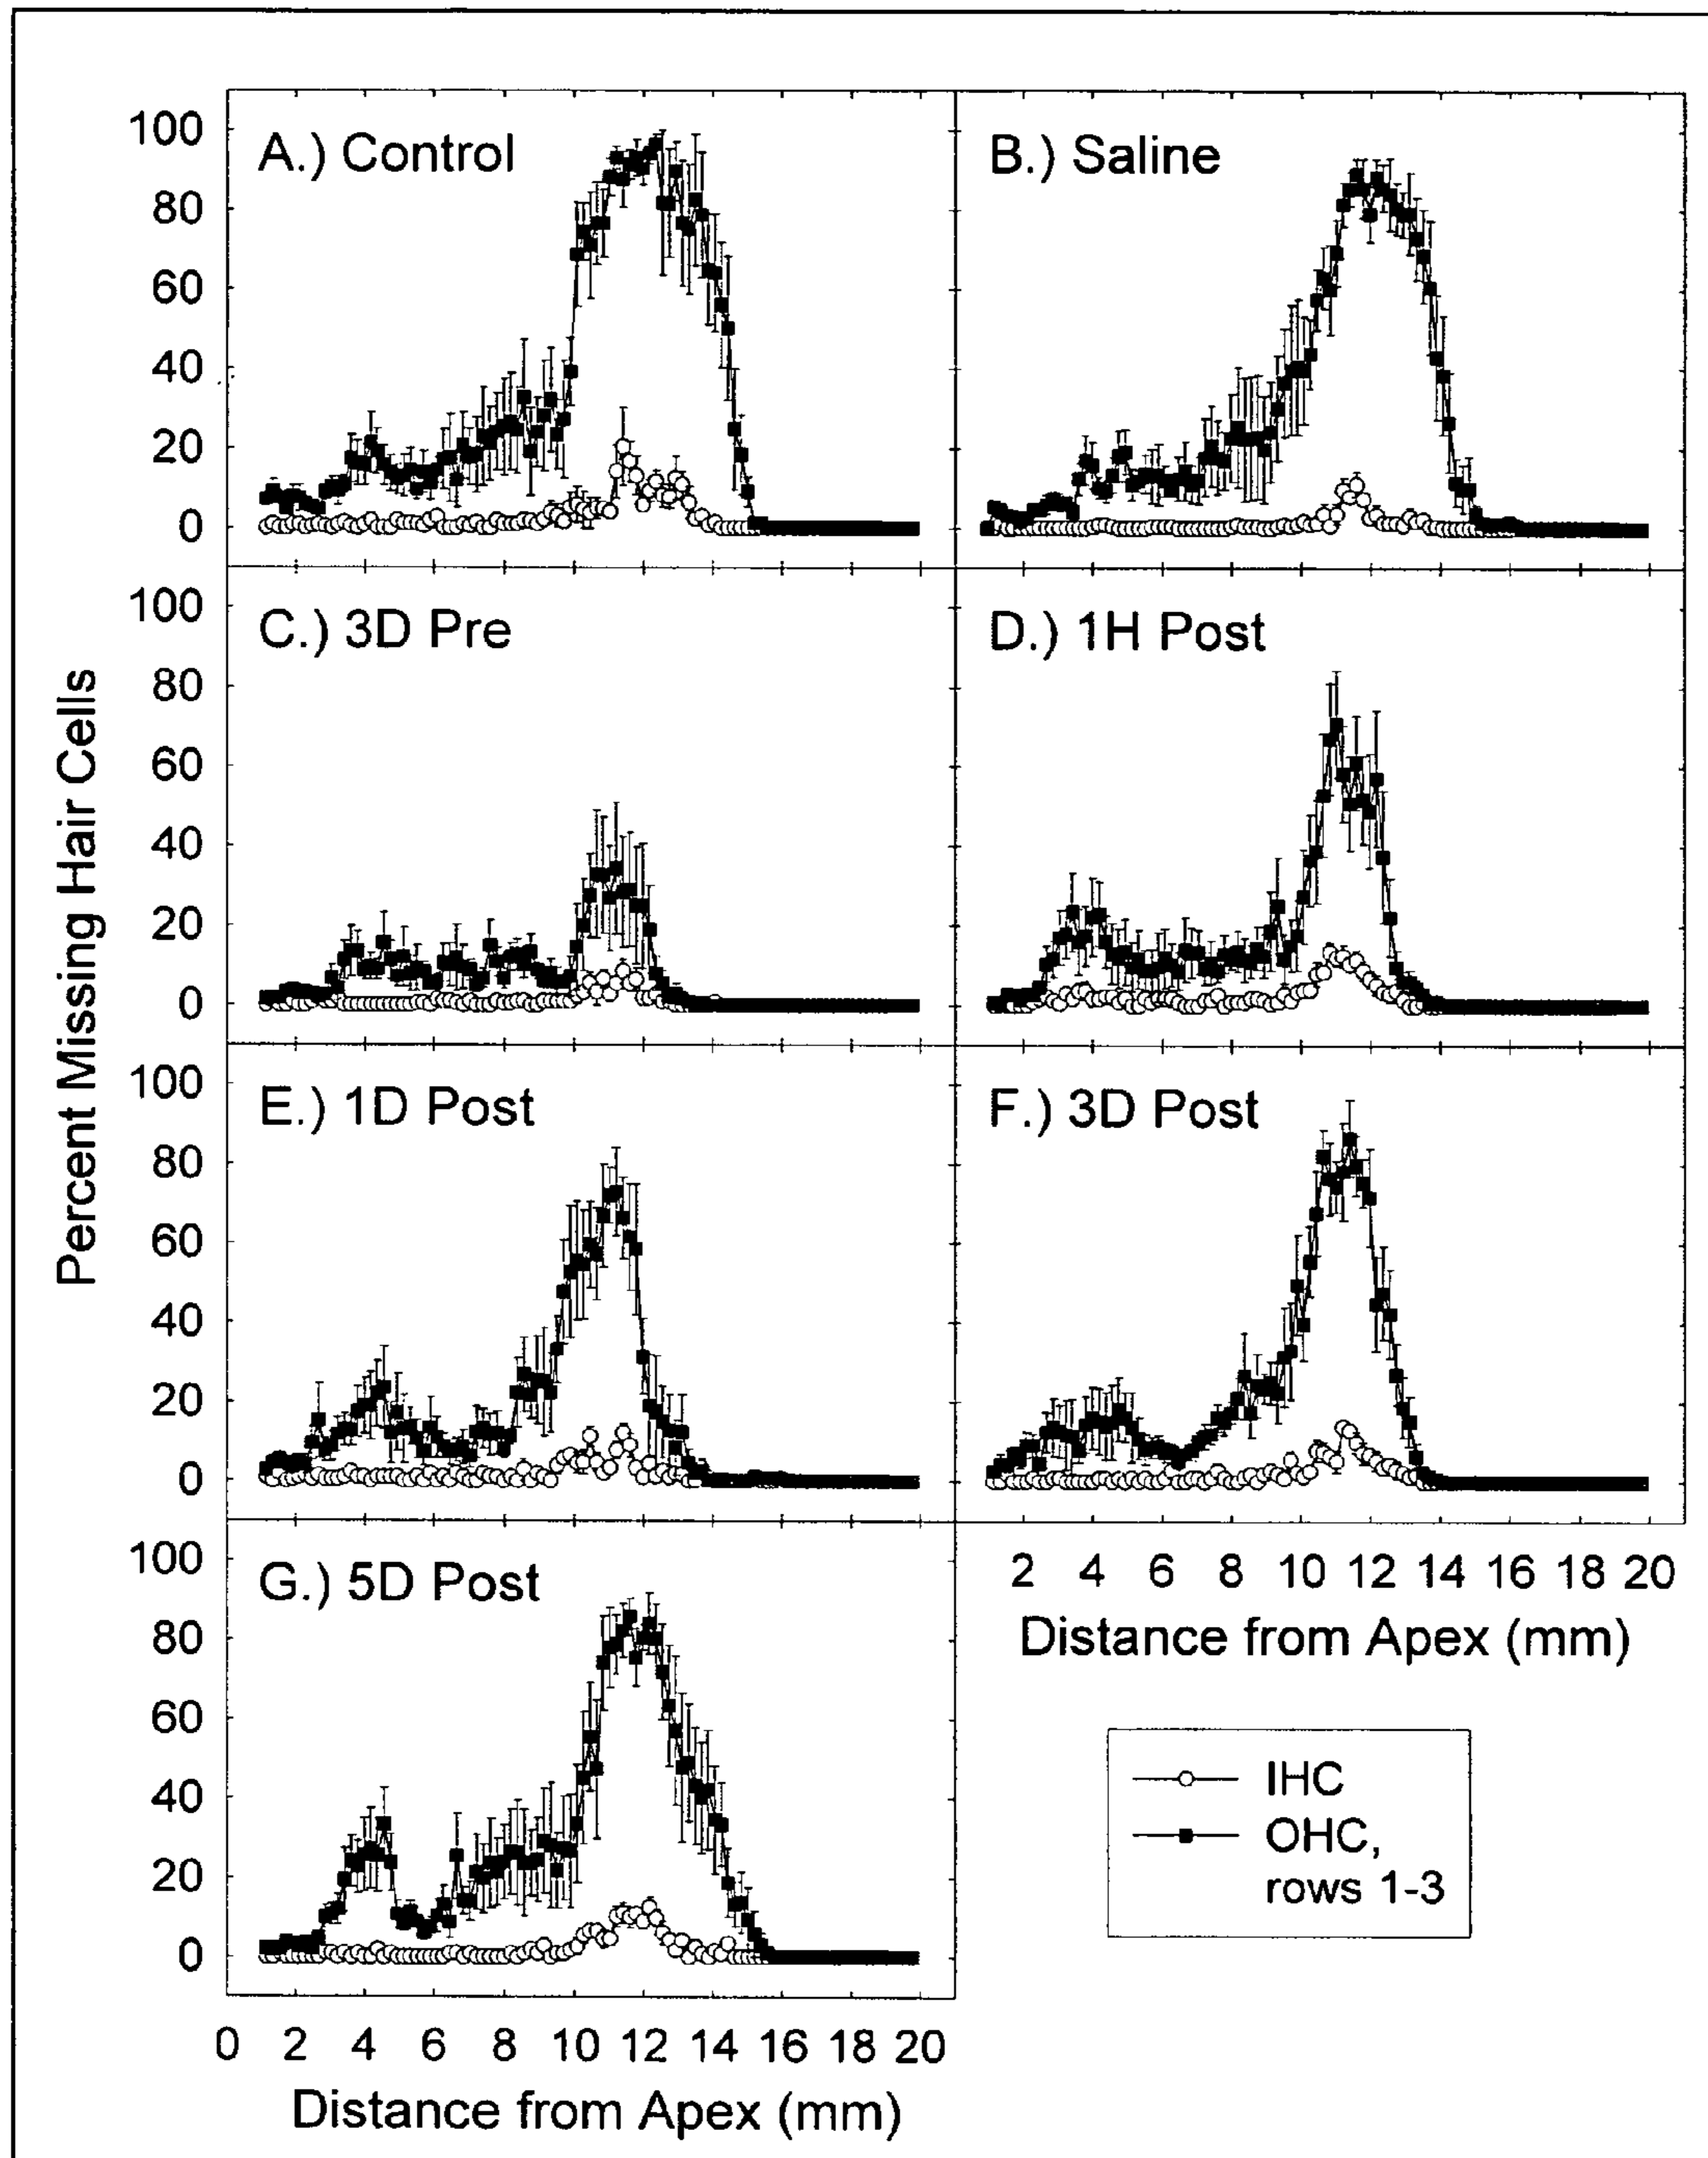 Percent Missing Hair Cells
A.) Control
100
80
60
40
20
0
B.) Saline
C.) 3D Pre
100
80
60
40
20
0
D.) 1H Post
E.) 1D Post
100
80
60
40
20
0
F.) 3D Post
2 4 6 8 10 12 14 16 18 20
Distance from Apex (mm)
G.) 5D Post
100
80
60
40
20
0
0 2 4 6 8 10 12 14 16 18 20
Distance from Apex (mm)
IHC
OHC,
rows 1-3